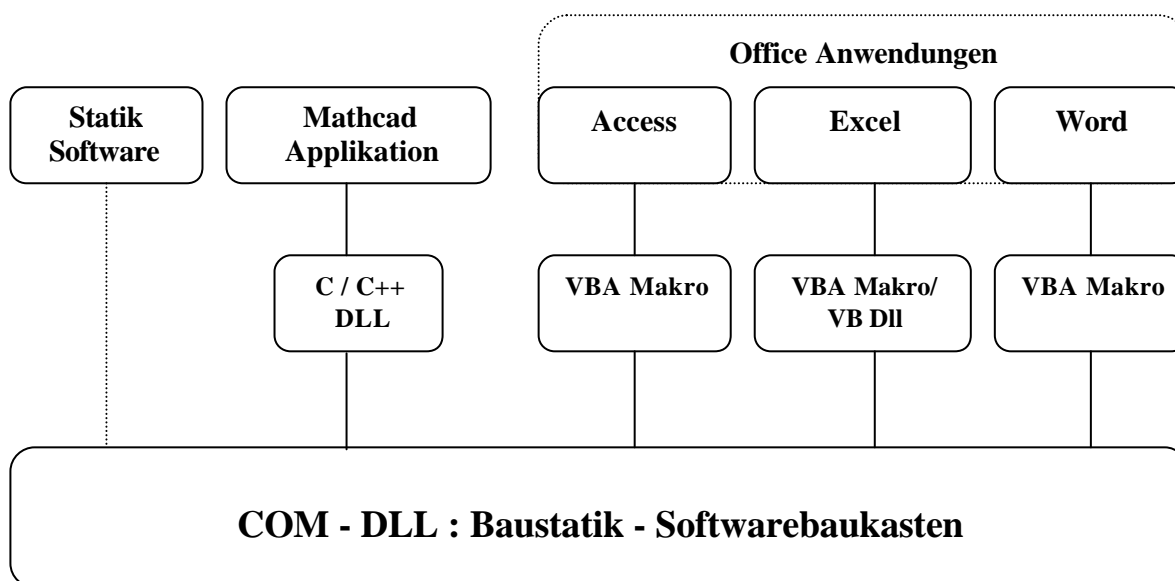 Office Anwendungen
Statik
Software
Mathcad
Applikation
Access
Excel
Word
C / C++
DLL
VBA Makro
VBA Makro/
VB Dll
VBA Makro
COM - DLL : Baustatik - Softwarebaukasten